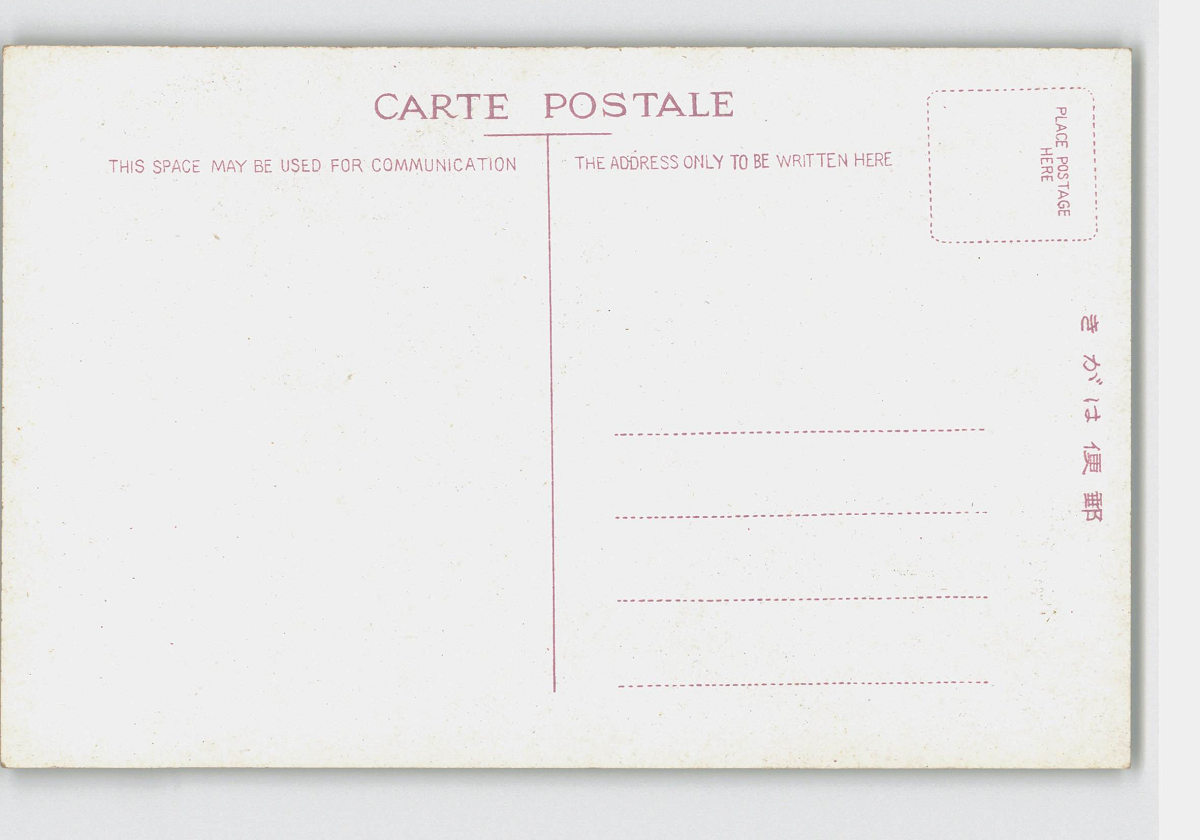 CARTE POSTALE
THIS SPACE MAY BE USED FOR COMMUNICATION
THE ADDRESS ONLY TO BE WRITTEN HERE
PLACE POSTAGE
HERE
きがは便郵